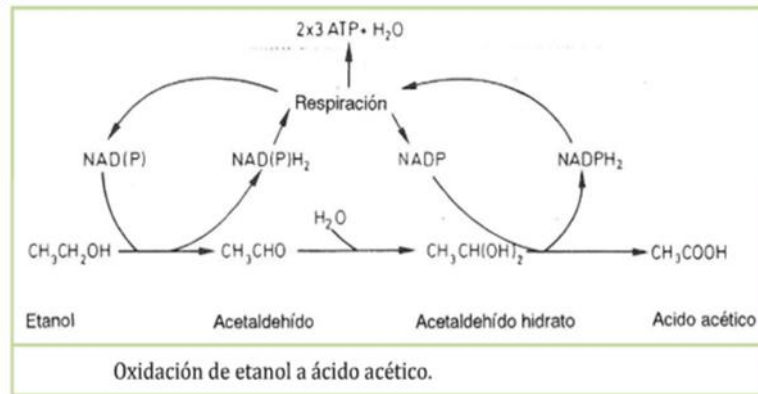 2x3 ATP + H₂O
Respiración
NAD(P) NAD(P)H₂ NADP NADPH₂
H₂O
CH₃CH₂OH CH₃CHO CH₃CH(OH)₂ CH₃COOH
Etanol Acetaldehído Acetaldehído hidrato Acido acético
Oxidación de etanol a ácido acético.